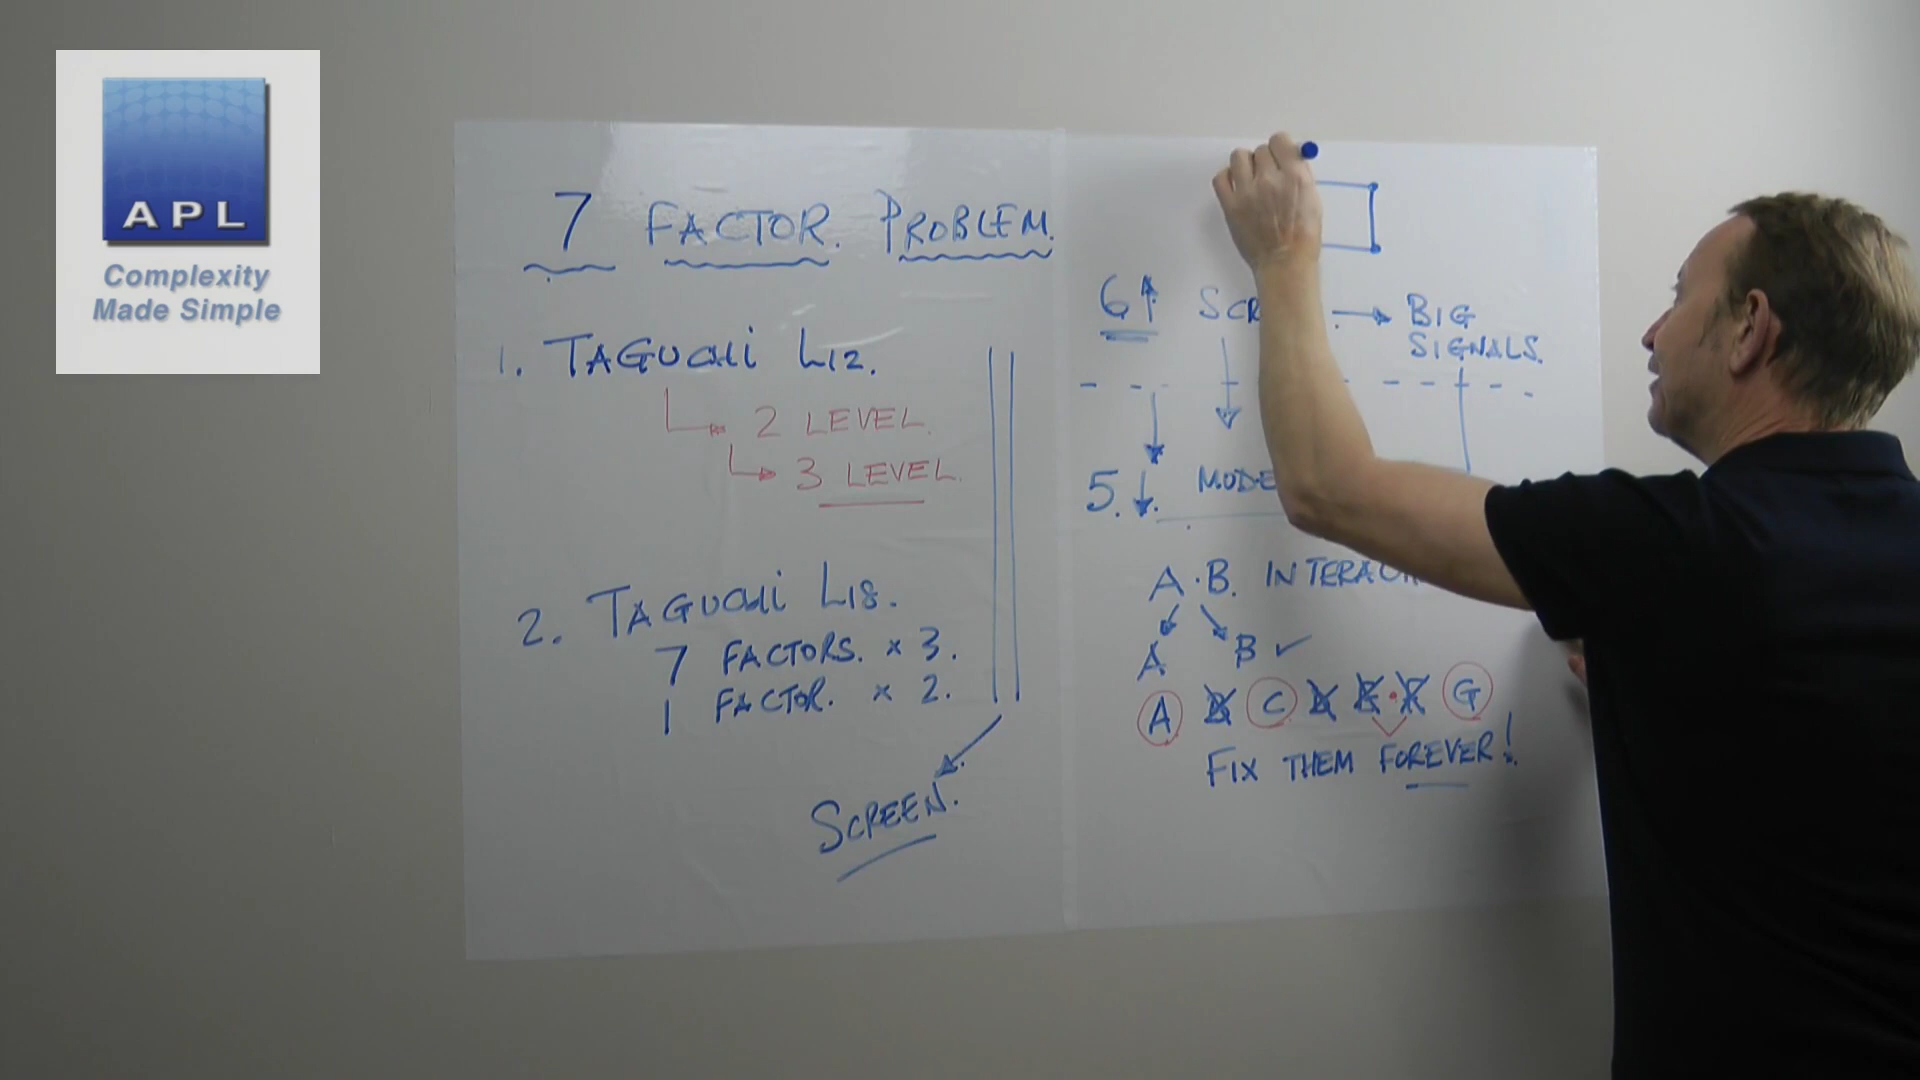 APL
Complexity
Made Simple
7 FACTOR. PROBLEM.
1. TAGUCHI L12.
2 LEVEL.
3 LEVEL.
2. TAGUCHI L18.
7 FACTORS. x 3.
1 FACTOR. x 2.
SCREEN.
6↑ → BIG
SIGNALS.
5.↓
A · B.
A B ✓
A B C D E · F G
FIX THEM FOREVER!